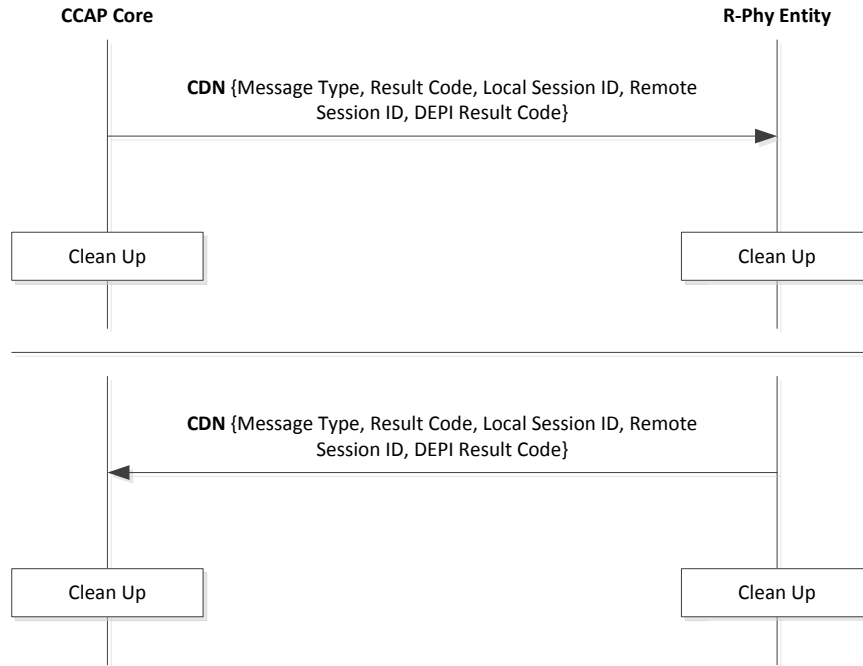 CCAP Core
R-Phy Entity
CDN {Message Type, Result Code, Local Session ID, Remote
Session ID, DEPI Result Code}
Clean Up
Clean Up
CDN {Message Type, Result Code, Local Session ID, Remote
Session ID, DEPI Result Code}
Clean Up
Clean Up